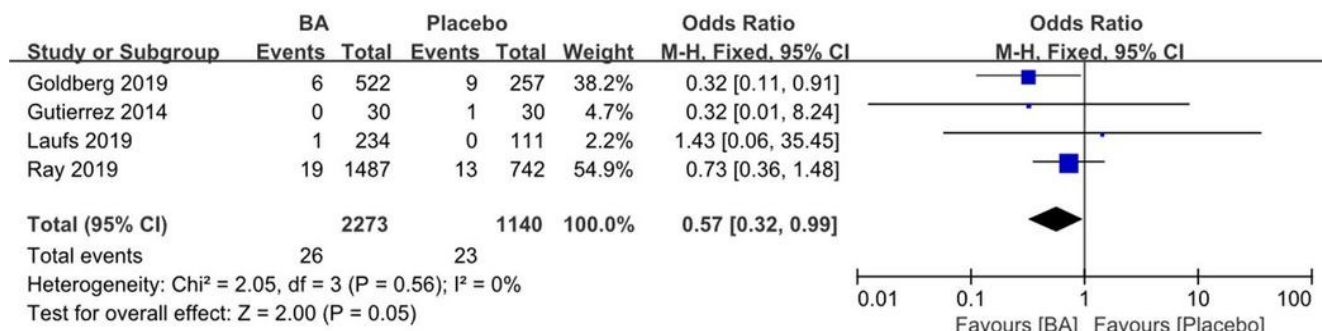 BA Placebo Odds Ratio Odds Ratio
Study or Subgroup Events Total Events Total Weight M-H, Fixed, 95% CI M-H, Fixed, 95% CI
Goldberg 2019 6 522 9 257 38.2% 0.32 [0.11, 0.91]
Gutierrez 2014 0 30 1 30 4.7% 0.32 [0.01, 8.24]
Laufs 2019 1 234 0 111 2.2% 1.43 [0.06, 35.45]
Ray 2019 19 1487 13 742 54.9% 0.73 [0.36, 1.48]
Total (95% CI) 2273 1140 100.0% 0.57 [0.32, 0.99]
Total events 26 23
Heterogeneity: Chi² = 2.05, df = 3 (P = 0.56); I² = 0%
Test for overall effect: Z = 2.00 (P = 0.05)
0.01 0.1 1 10 100
Favours [BA] Favours [Placebo]